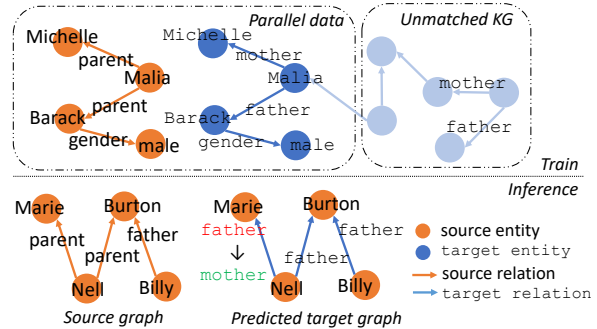 Parallel data
Unmatched KG
Michelle
parent
Malia
parent
Barack
gender
male
Michelle
mother
Malia
father
Barack
gender
male
mother
father
Train
Inference
Marie
Burton
parent
parent
father
Nell
Billy
Source graph
Marie
Burton
father
↓
mother
father
father
Nell
Billy
Predicted target graph
source entity
target entity
source relation
target relation